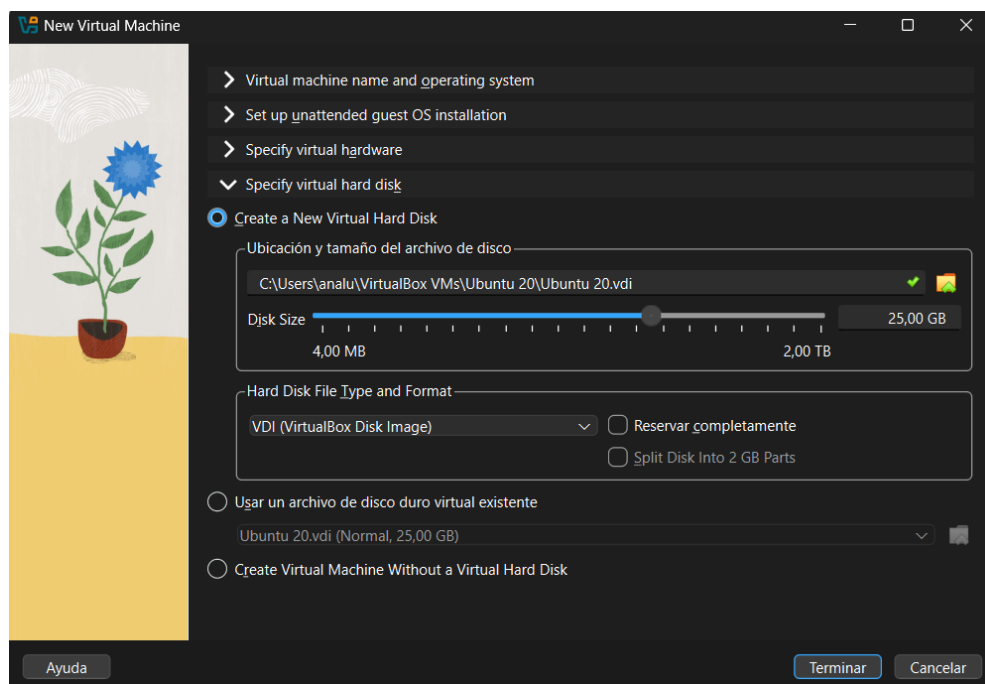 New Virtual Machine
Virtual machine name and operating system
Set up unattended guest OS installation
Specify virtual hardware
Specify virtual hard disk
Create a New Virtual Hard Disk
Ubicación y tamaño del archivo de disco
C:\Users\analu\VirtualBox VMs\Ubuntu 20\Ubuntu 20.vdi
Disk Size
25,00 GB
4,00 MB
2,00 TB
Hard Disk File Type and Format
VDI (VirtualBox Disk Image)
Reservar completamente
Split Disk Into 2 GB Parts
Usar un archivo de disco duro virtual existente
Ubuntu 20.vdi (Normal, 25,00 GB)
Create Virtual Machine Without a Virtual Hard Disk
Ayuda
Terminar
Cancelar